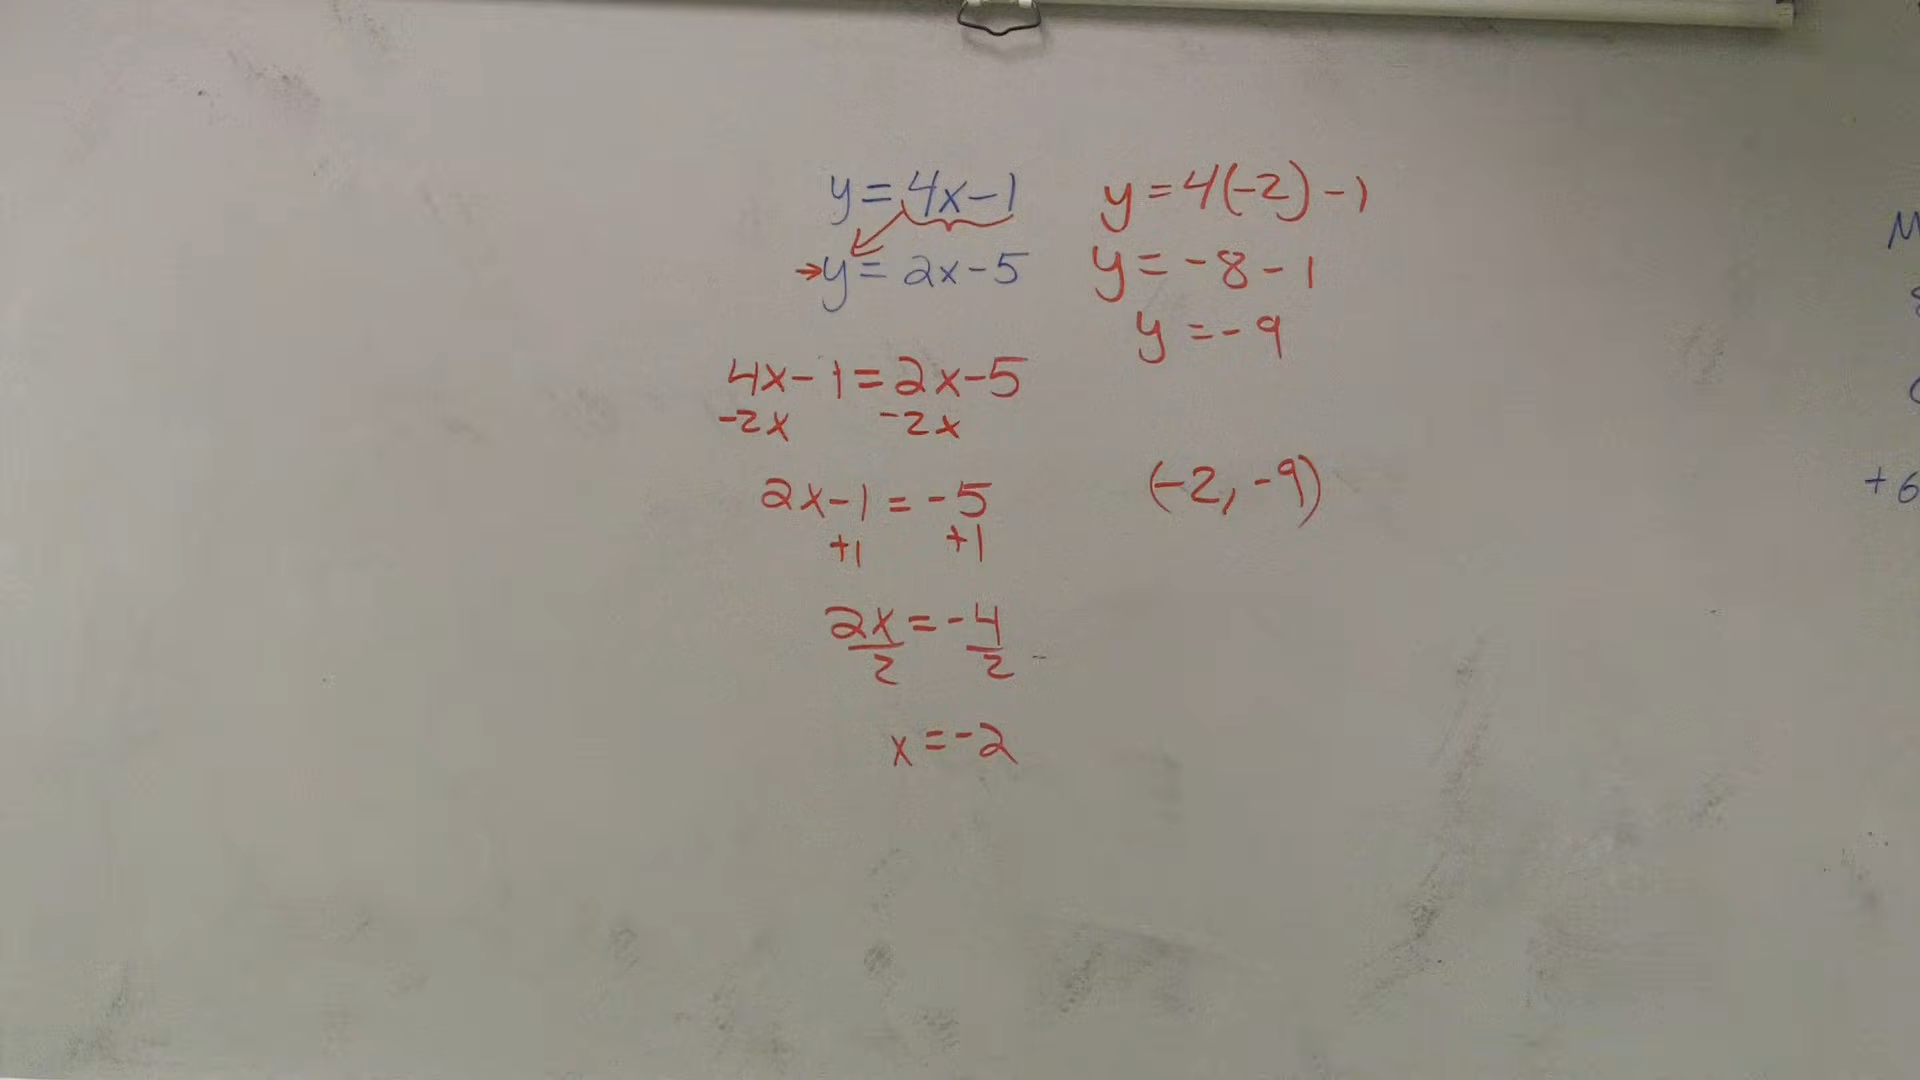 y = 4x - 1
→ y = 2x - 5
4x - 1 = 2x - 5
-2x -2x
2x - 1 = -5
+1 +1
2x = -4
2 2
x = -2
y = 4(-2) - 1
y = -8 - 1
y = -9
(-2, -9)
M
+6